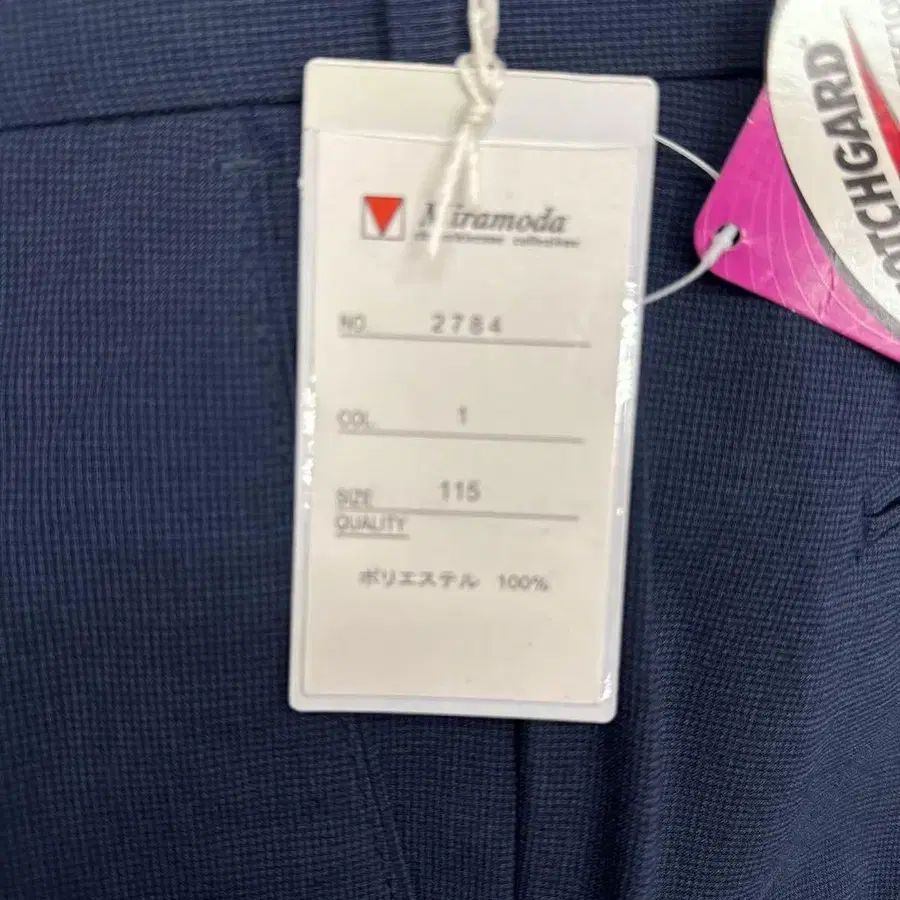 Miramoda
NO. 2784
COL. 1
SIZE 115
QUALITY
ポリエステル 100%
OTCHGARD